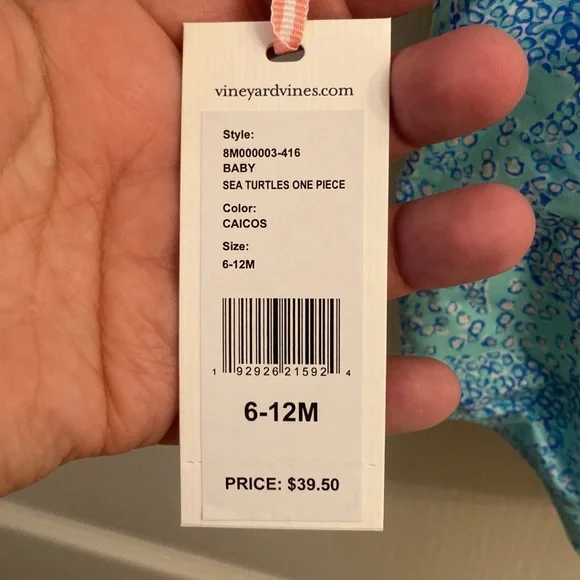 vineyardvines.com
Style:
8M000003-416
BABY
SEA TURTLES ONE PIECE
Color:
CAICOS
Size:
6-12M
1 92926 21592 4
6-12M
PRICE: $39.50